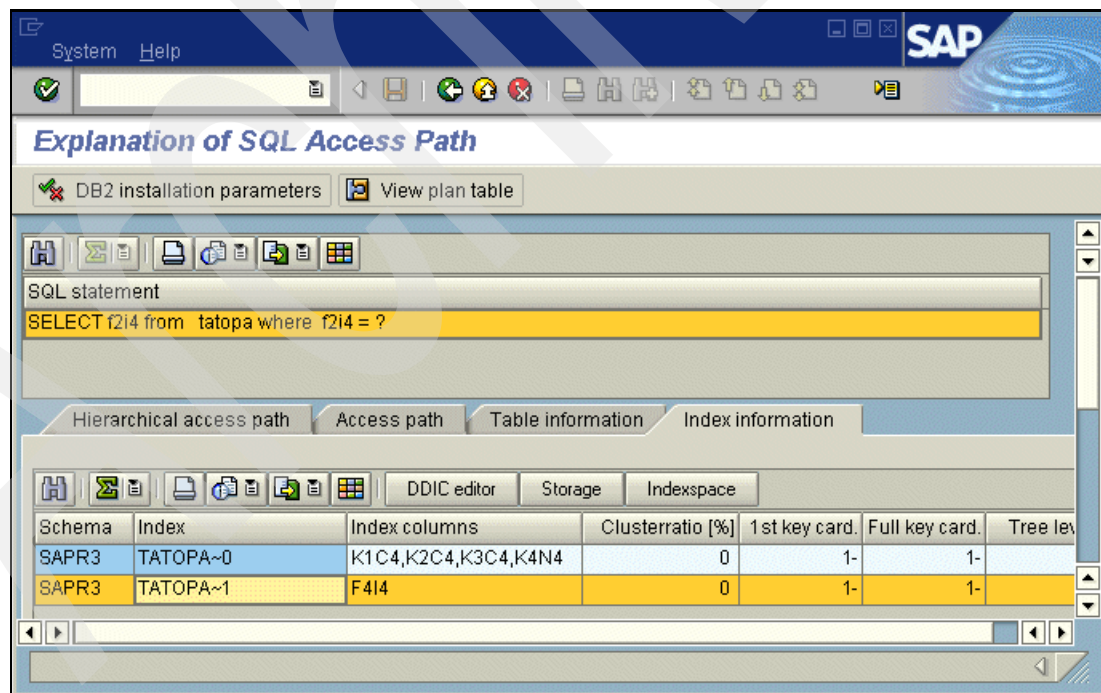 System Help
SAP
Explanation of SQL Access Path
DB2 installation parameters View plan table
SQL statement
SELECT f2i4 from tatopa where f2i4 = ?
Hierarchical access path Access path Table information Index information
DDIC editor Storage Indexspace
Schema Index Index columns Clusterratio [%] 1st key card. Full key card. Tree lev
SAPR3 TATOPA~0 K1C4,K2C4,K3C4,K4N4 0 1- 1-
SAPR3 TATOPA~1 F4I4 0 1- 1-